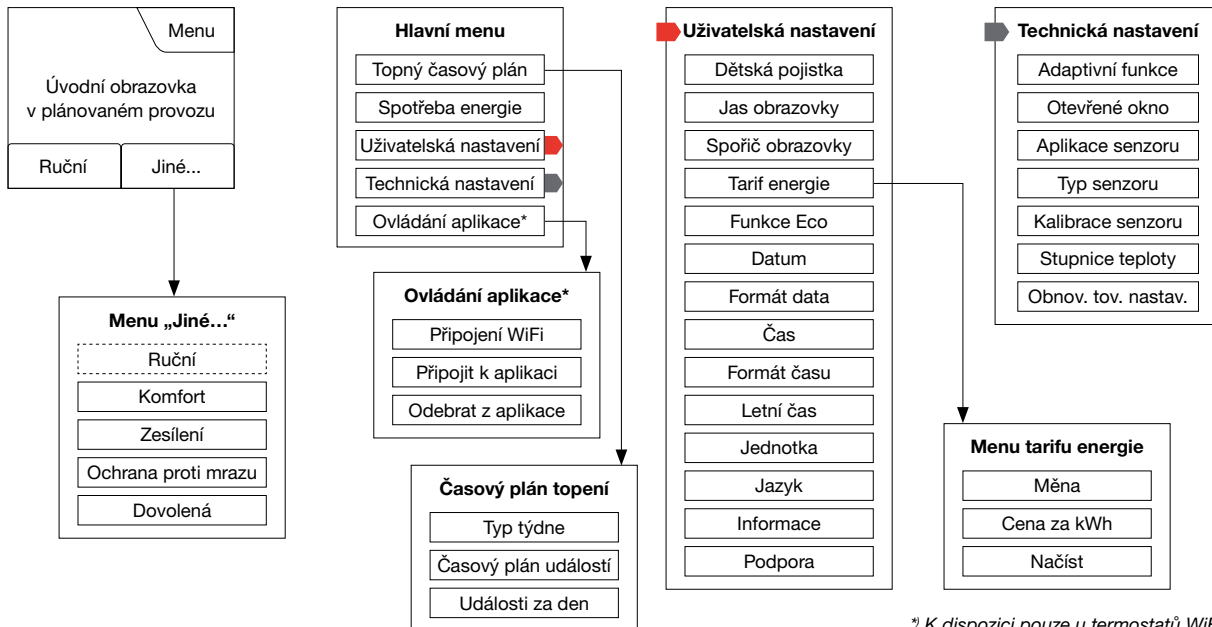 Menu
Úvodní obrazovka
v plánovaném provozu
Ruční
Jiné...
Menu „Jiné…“
Ruční
Komfort
Zesílení
Ochrana proti mrazu
Dovolená
Hlavní menu
Topný časový plán
Spotřeba energie
Uživatelská nastavení
Technická nastavení
Ovládání aplikace*
Ovládání aplikace*
Připojení WiFi
Připojit k aplikaci
Odebrat z aplikace
Časový plán topení
Typ týdne
Časový plán událostí
Události za den
Uživatelská nastavení
Dětská pojistka
Jas obrazovky
Spořič obrazovky
Tarif energie
Funkce Eco
Datum
Formát data
Čas
Formát času
Letní čas
Jednotka
Jazyk
Informace
Podpora
Technická nastavení
Adaptivní funkce
Otevřené okno
Aplikace senzoru
Typ senzoru
Kalibrace senzoru
Stupnice teploty
Obnov. tov. nastav.
Menu tarifu energie
Měna
Cena za kWh
Načíst
*) K dispozici pouze u termostatů